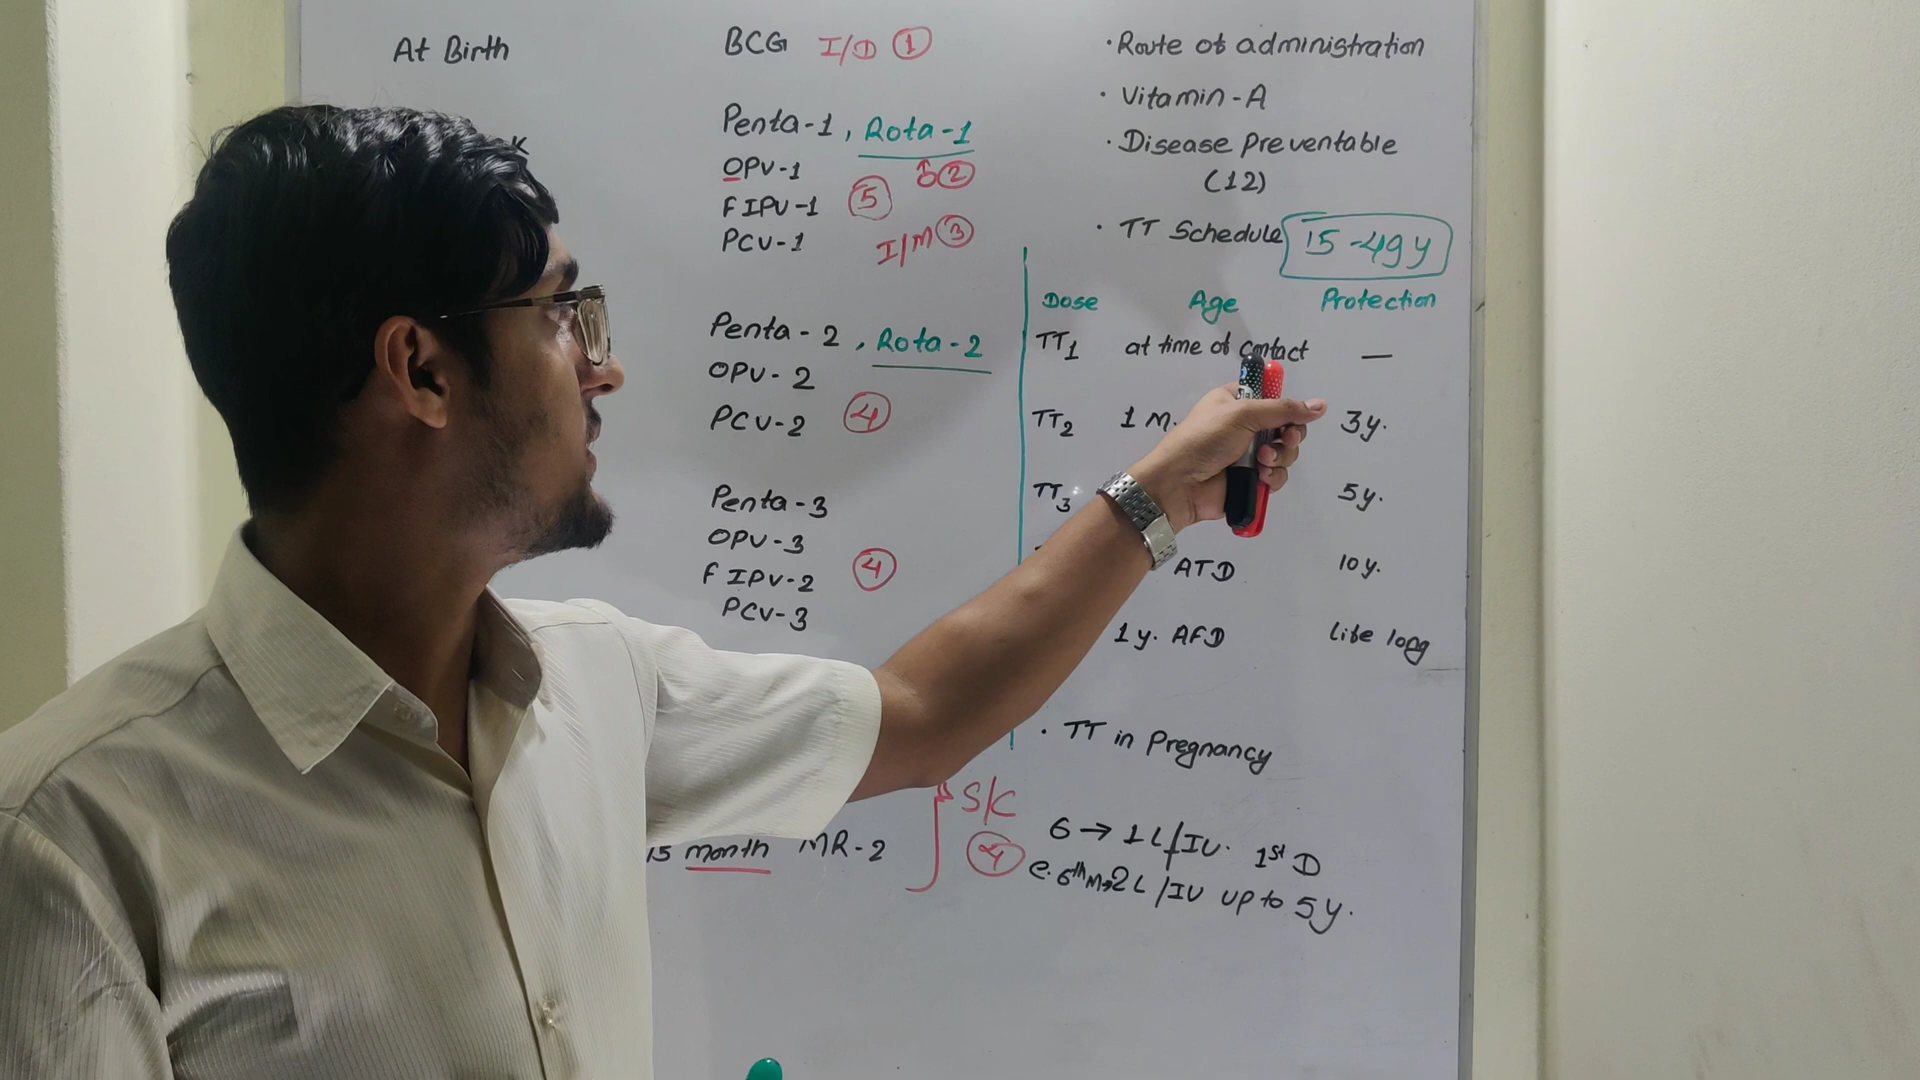 At Birth
BCG I/D 1
Penta-1, Rota-1
OPV-1 2
FIPV-1 5
PCV-1 I/M 3
Penta-2, Rota-2
OPV-2
PCV-2 4
Penta-3
OPV-3
FIPV-2 4
PCV-3
15 month MR-2
S/C
4
· Route of administration
· Vitamin-A
· Disease Preventable
(12)
· TT Schedule 15-49 y
Dose Age Protection
TT1 at time of contact —
TT2 1 M. 3y.
TT3 5y.
ATD 10y.
1y. AFD life long
· TT in Pregnancy
6 → 1L/IU. 1st D
e. 6th M→2L/IU up to 5y.